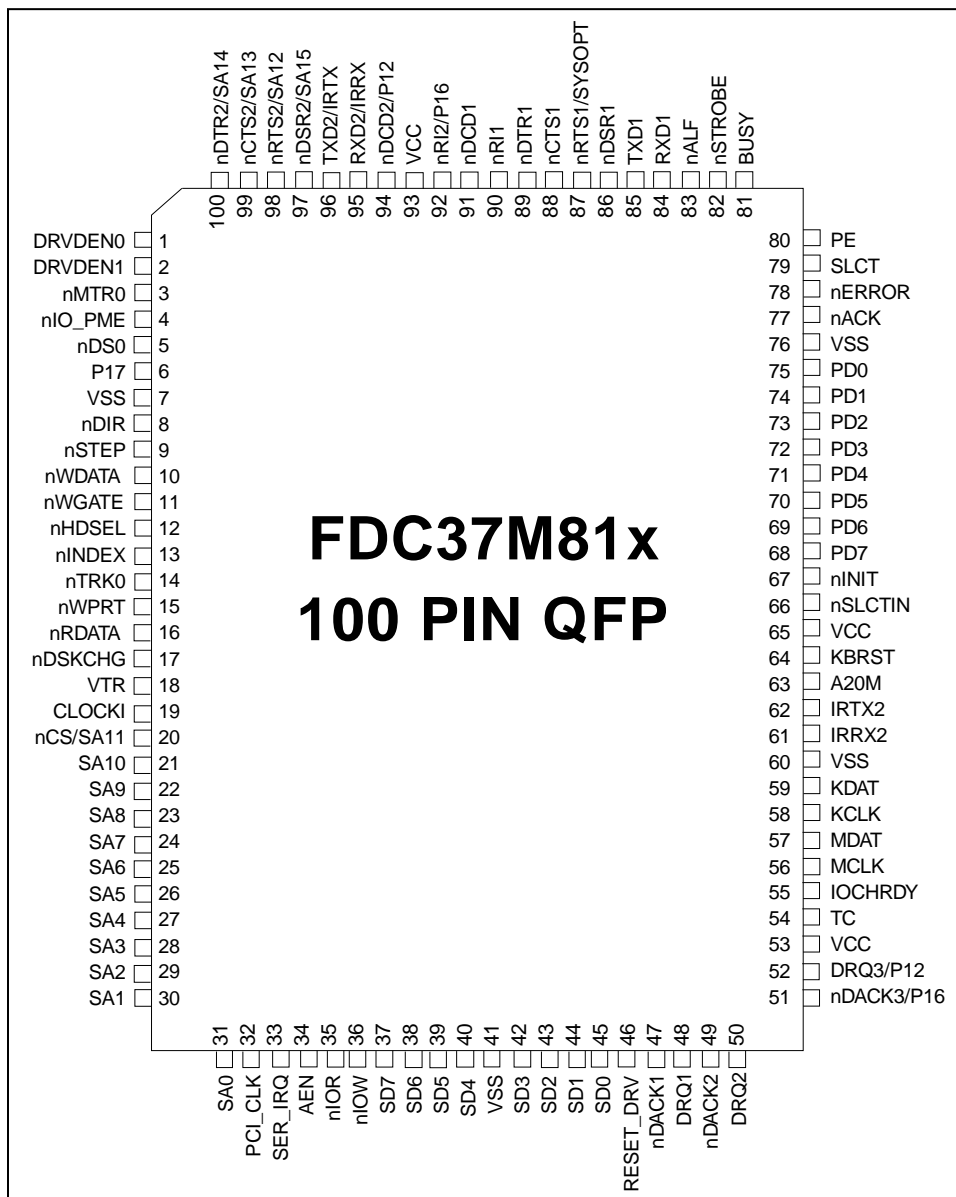 nDTR2/SA14
nCTS2/SA13
nRTS2/SA12
nDSR2/SA15
TXD2/IRTX
RXD2/IRRX
nDCD2/P12
VCC
nRI2/P16
nDCD1
nRI1
nDTR1
nCTS1
nRTS1/SYSOPT
nDSR1
TXD1
RXD1
nALF
nSTROBE
BUSY
100
99
98
97
96
95
94
93
92
91
90
89
88
87
86
85
84
83
82
81
DRVDEN0 1
DRVDEN1 2
nMTR0 3
nIO_PME 4
nDS0 5
P17 6
VSS 7
nDIR 8
nSTEP 9
nWDATA 10
nWGATE 11
nHDSEL 12
nINDEX 13
nTRK0 14
nWPRT 15
nRDATA 16
nDSKCHG 17
VTR 18
CLOCKI 19
nCS/SA11 20
SA10 21
SA9 22
SA8 23
SA7 24
SA6 25
SA5 26
SA4 27
SA3 28
SA2 29
SA1 30
FDC37M81x
100 PIN QFP
80 PE
79 SLCT
78 nERROR
77 nACK
76 VSS
75 PD0
74 PD1
73 PD2
72 PD3
71 PD4
70 PD5
69 PD6
68 PD7
67 nINIT
66 nSLCTIN
65 VCC
64 KBRST
63 A20M
62 IRTX2
61 IRRX2
60 VSS
59 KDAT
58 KCLK
57 MDAT
56 MCLK
55 IOCHRDY
54 TC
53 VCC
52 DRQ3/P12
51 nDACK3/P16
31
32
33
34
35
36
37
38
39
40
41
42
43
44
45
46
47
48
49
50
SA0
PCI_CLK
SER_IRQ
AEN
nIOR
nIOW
SD7
SD6
SD5
SD4
VSS
SD3
SD2
SD1
SD0
RESET_DRV
nDACK1
DRQ1
nDACK2
DRQ2